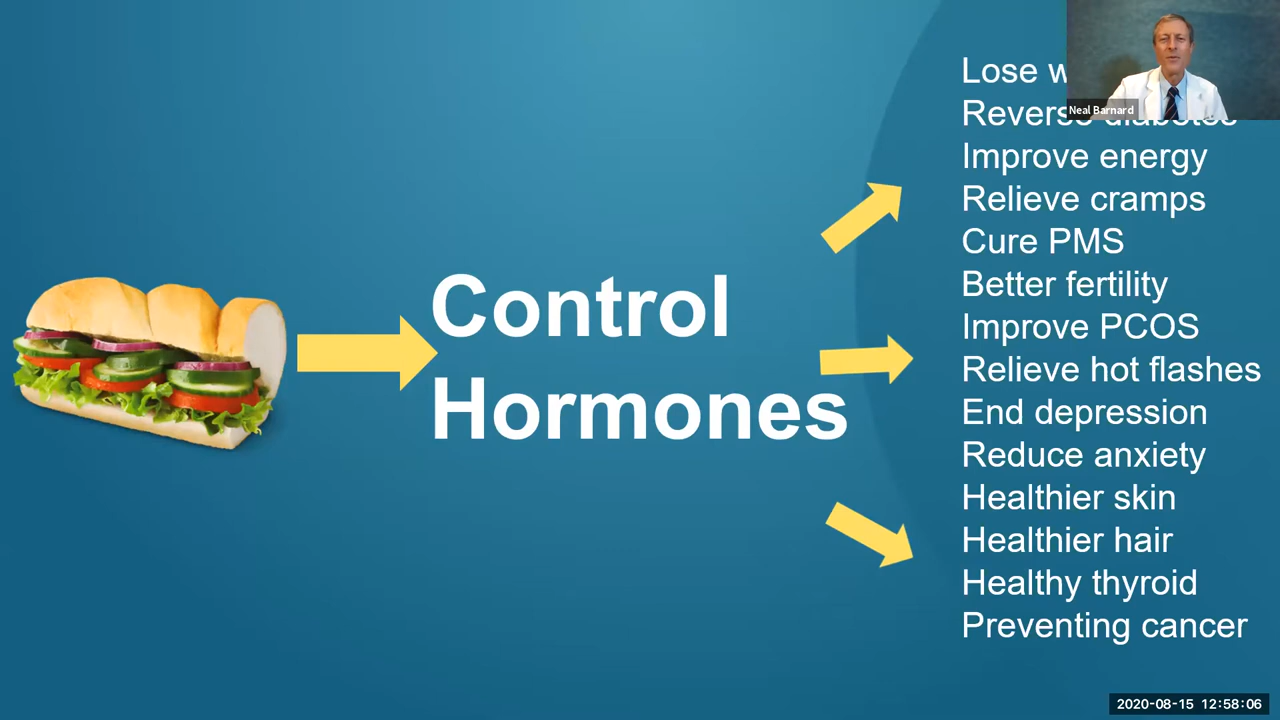 Control
Hormones
Lose
Reverse diabetes
Improve energy
Relieve cramps
Cure PMS
Better fertility
Improve PCOS
Relieve hot flashes
End depression
Reduce anxiety
Healthier skin
Healthier hair
Healthy thyroid
Preventing cancer
Neal Barnard
2020-08-15 12:58:06